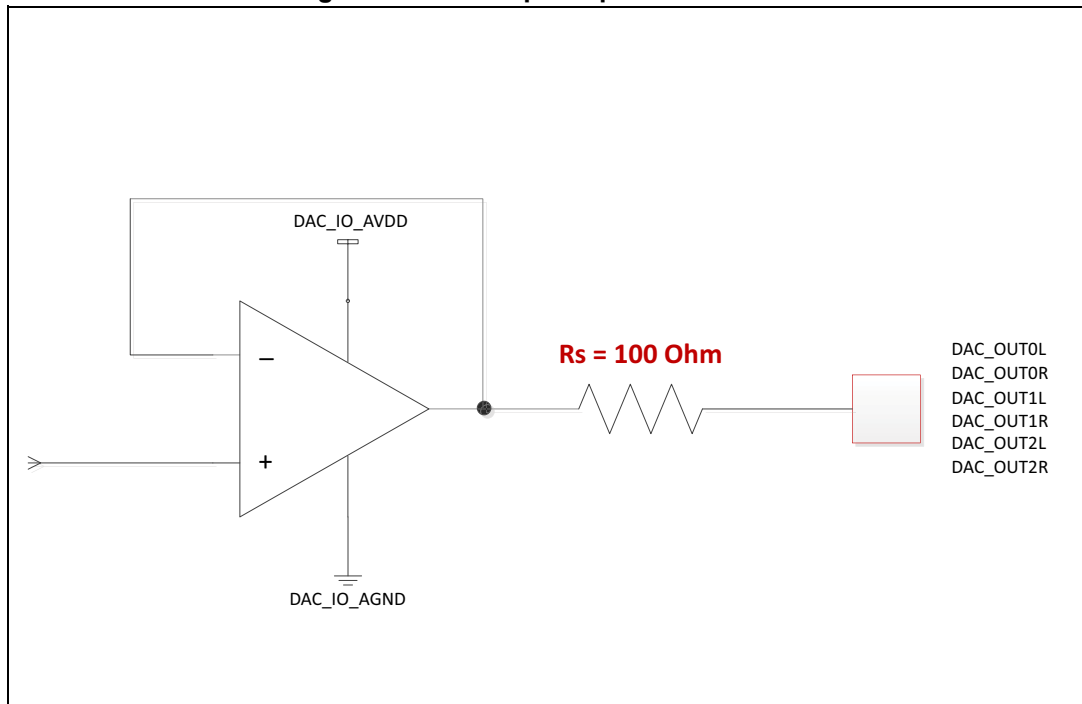 DAC_IO_AVDD
−
Rs = 100 Ohm
+
DAC_OUT0L
DAC_OUT0R
DAC_OUT1L
DAC_OUT1R
DAC_OUT2L
DAC_OUT2R
DAC_IO_AGND